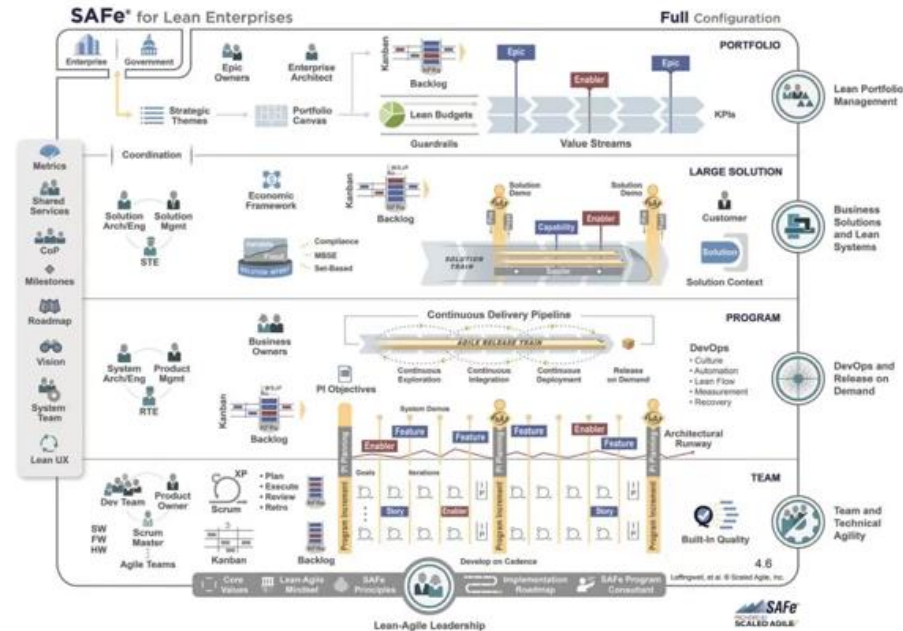 SAFe® for Lean Enterprises
Full Configuration
Enterprise
Government
Epic
Owners
Enterprise
Architect
Kanban
Backlog
Epic
Enabler
Epic
PORTFOLIO
Lean Portfolio
Management
Strategic
Themes
Portfolio
Canvas
Lean Budgets
Guardrails
Value Streams
KPIs
Coordination
Metrics
Shared
Services
CoP
Milestones
Roadmap
Vision
System
Team
Lean UX
LARGE SOLUTION
Solution
Arch/Eng
Solution
Mgmt
STE
Economic
Framework
Kanban
Backlog
Compliance
MBSE
Set-Based
Fixed
SOLUTION TRAIN
Solution
Demo
Solution
Demo
Capability
Enabler
Supplier
Customer
Solution
Solution Context
Business
Solutions
and Lean
Systems
PROGRAM
System
Arch/Eng
Product
Mgmt
RTE
Business
Owners
Kanban
Backlog
PI Objectives
Continuous Delivery Pipeline
AGILE RELEASE TRAIN
Continuous
Exploration
Continuous
Integration
Continuous
Deployment
Release
on Demand
DevOps
• Culture
• Automation
• Lean Flow
• Measurement
• Recovery
DevOps and
Release on
Demand
System Demos
PI Planning
Enabler
Feature
Feature
PI Planning
Feature
Enabler
Feature
PI Planning
Architectural
Runway
TEAM
Dev Team
Product
Owner
Scrum
Master
SW
FW
HW
Agile Teams
XP
Scrum
Kanban
• Plan
• Execute
• Review
• Retro
Backlog
Goals
Iterations
Program Increment
Story
Enabler
Program Increment
Story
Program Increment
Develop on Cadence
Built-In Quality
Team and
Technical
Agility
4.6
Leffingwell, et al. © Scaled Agile, Inc.
Core
Values
Lean-Agile
Mindset
SAFe
Principles
Implementation
Roadmap
SAFe Program
Consultant
Lean-Agile Leadership
SAFe®
SCALED AGILE